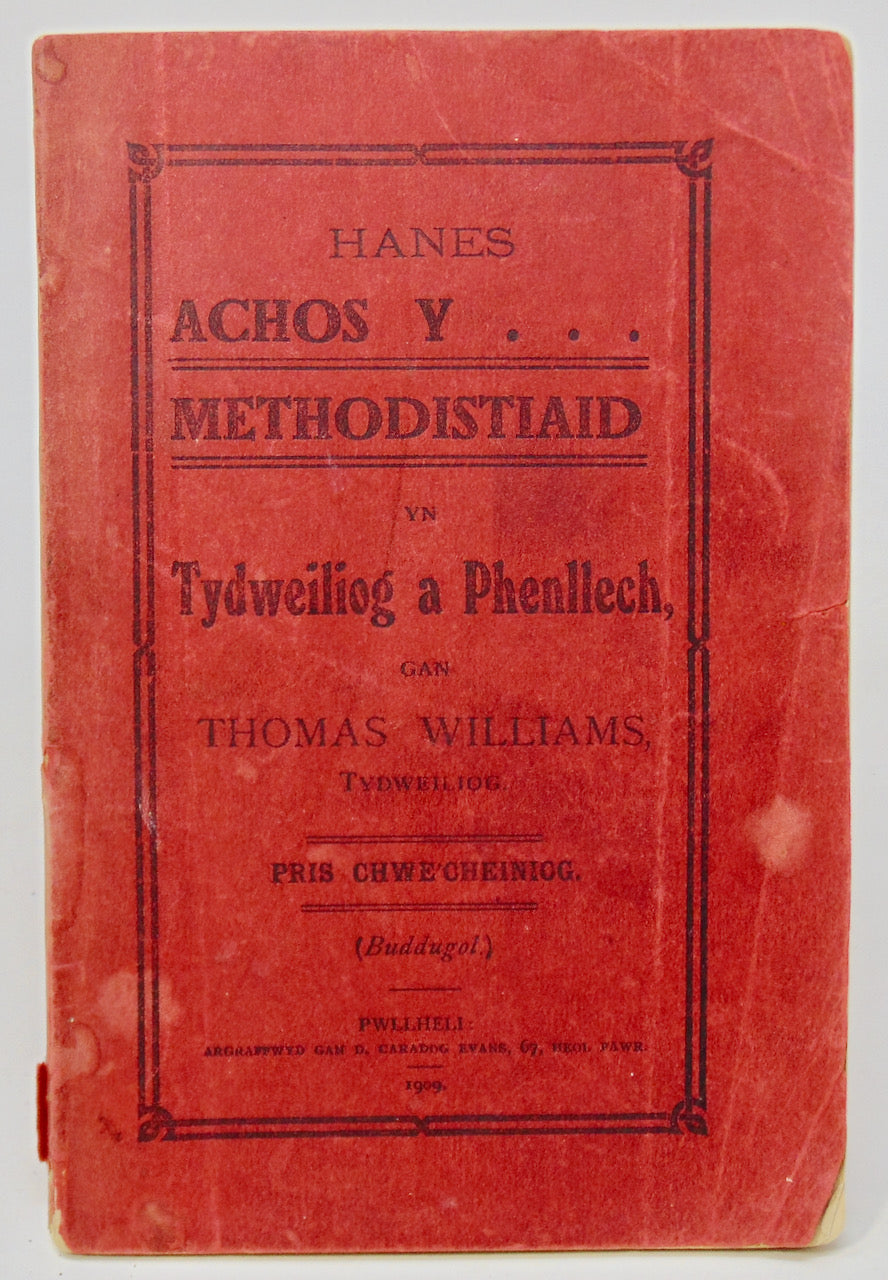 HANES
ACHOS Y . . .
METHODISTIAID
YN
Tydweiliog a Phenllech,
GAN
THOMAS WILLIAMS,
TYDWEILIOG.
PRIS CHWE'CHEINIOG.
(Buddugol.)
PWLLHELI:
ARGRAFFWYD GAN D. CARADOG EVANS, 67, HEOL FAWR.
1909.